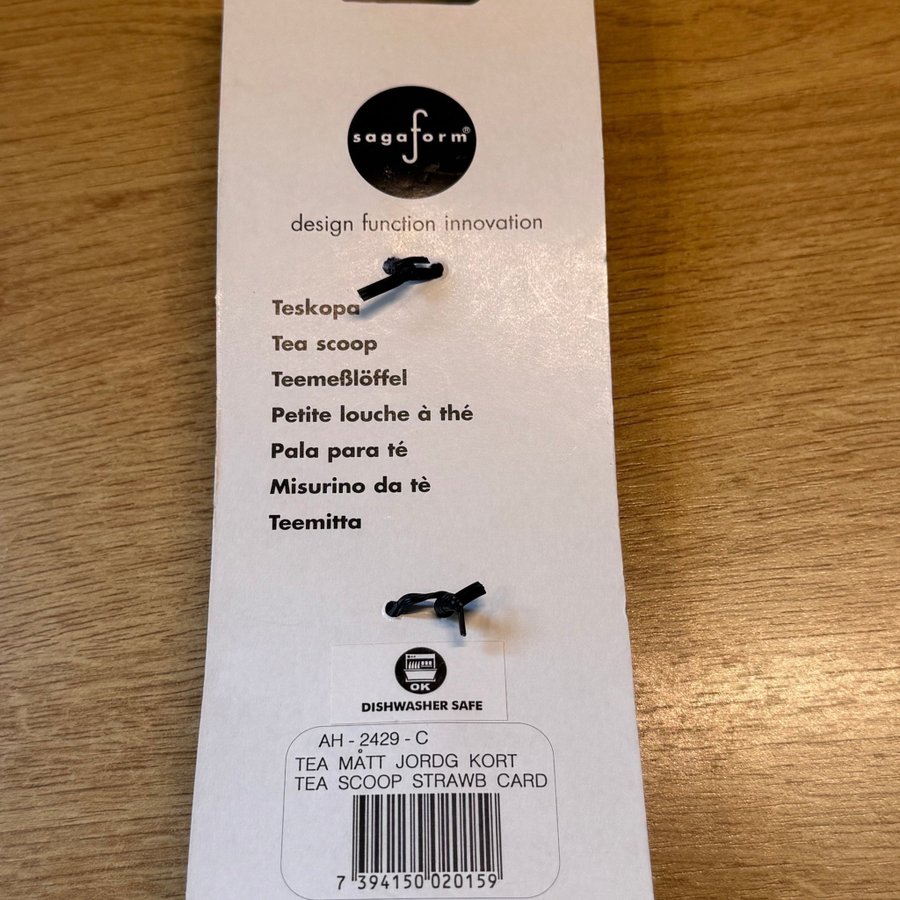 sagaform®
design function innovation
Teskopa
Tea scoop
Teemeßlöffel
Petite louche à thé
Pala para té
Misurino da tè
Teemitta
OK
DISHWASHER SAFE
AH - 2429 - C
TEA MÅTT JORDG KORT
TEA SCOOP STRAWB CARD
7 394150 020159